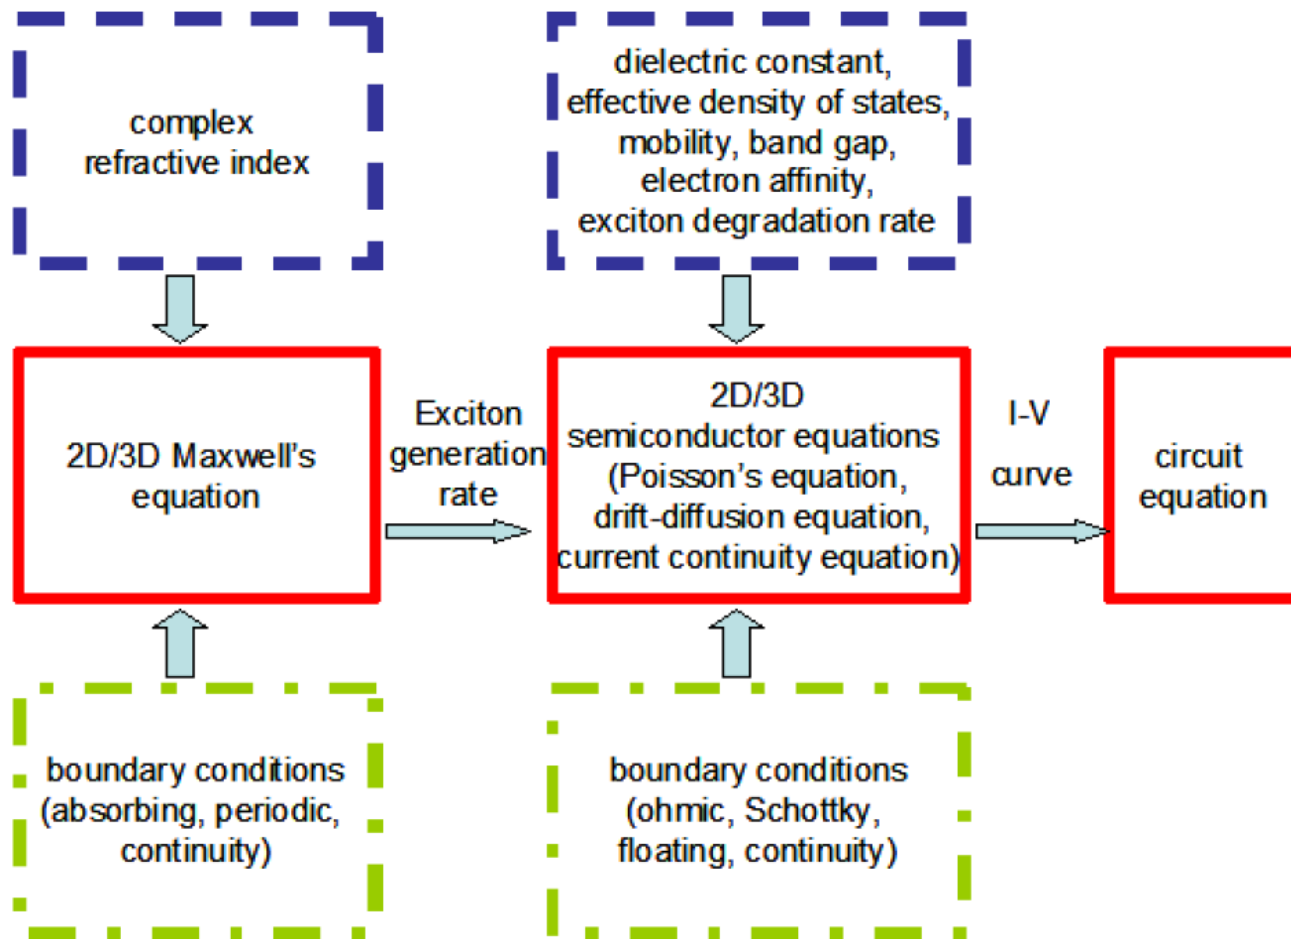 complex
refractive index
dielectric constant,
effective density of states,
mobility, band gap,
electron affinity,
exciton degradation rate
2D/3D Maxwell's
equation
Exciton
generation
rate
2D/3D
semiconductor equations
(Poisson's equation,
drift-diffusion equation,
current continuity equation)
I-V
curve
circuit
equation
boundary conditions
(absorbing, periodic,
continuity)
boundary conditions
(ohmic, Schottky,
floating, continuity)